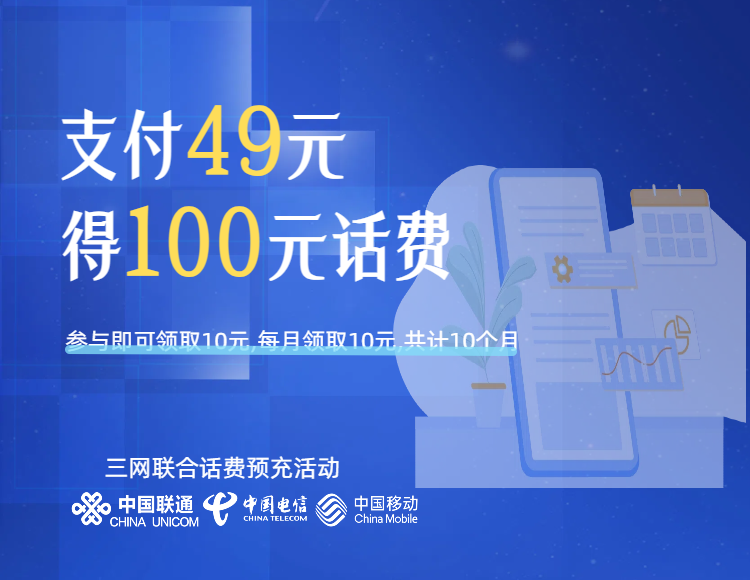 支付49元
得100元话费
参与即可领取10元,每月领取10元,共计10个月
三网联合话费预充活动
中国联通 中国电信 中国移动
CHINA UNICOM CHINA TELECOM China Mobile